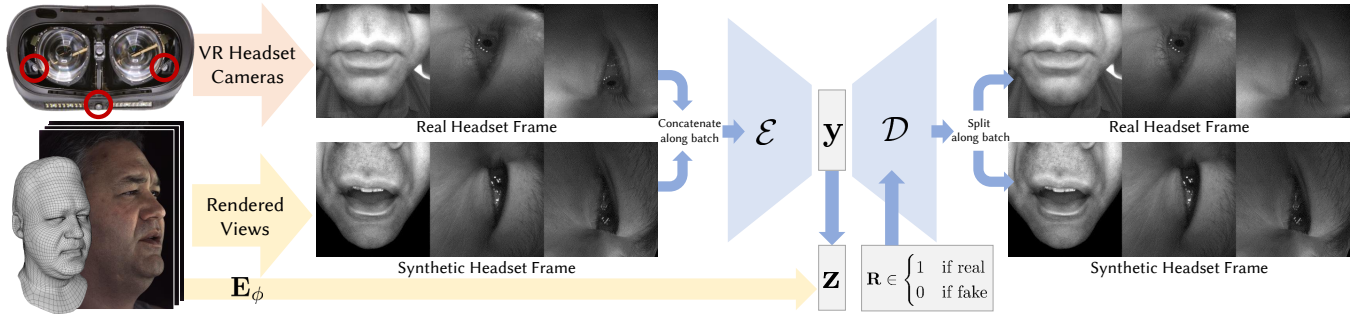 VR Headset
Cameras
Real Headset Frame
Rendered
Views
Synthetic Headset Frame
E_ϕ
Concatenate
along batch
ℰ
y
𝒟
Split
along batch
z
R ∈ { 1 if real
0 if fake
Real Headset Frame
Synthetic Headset Frame